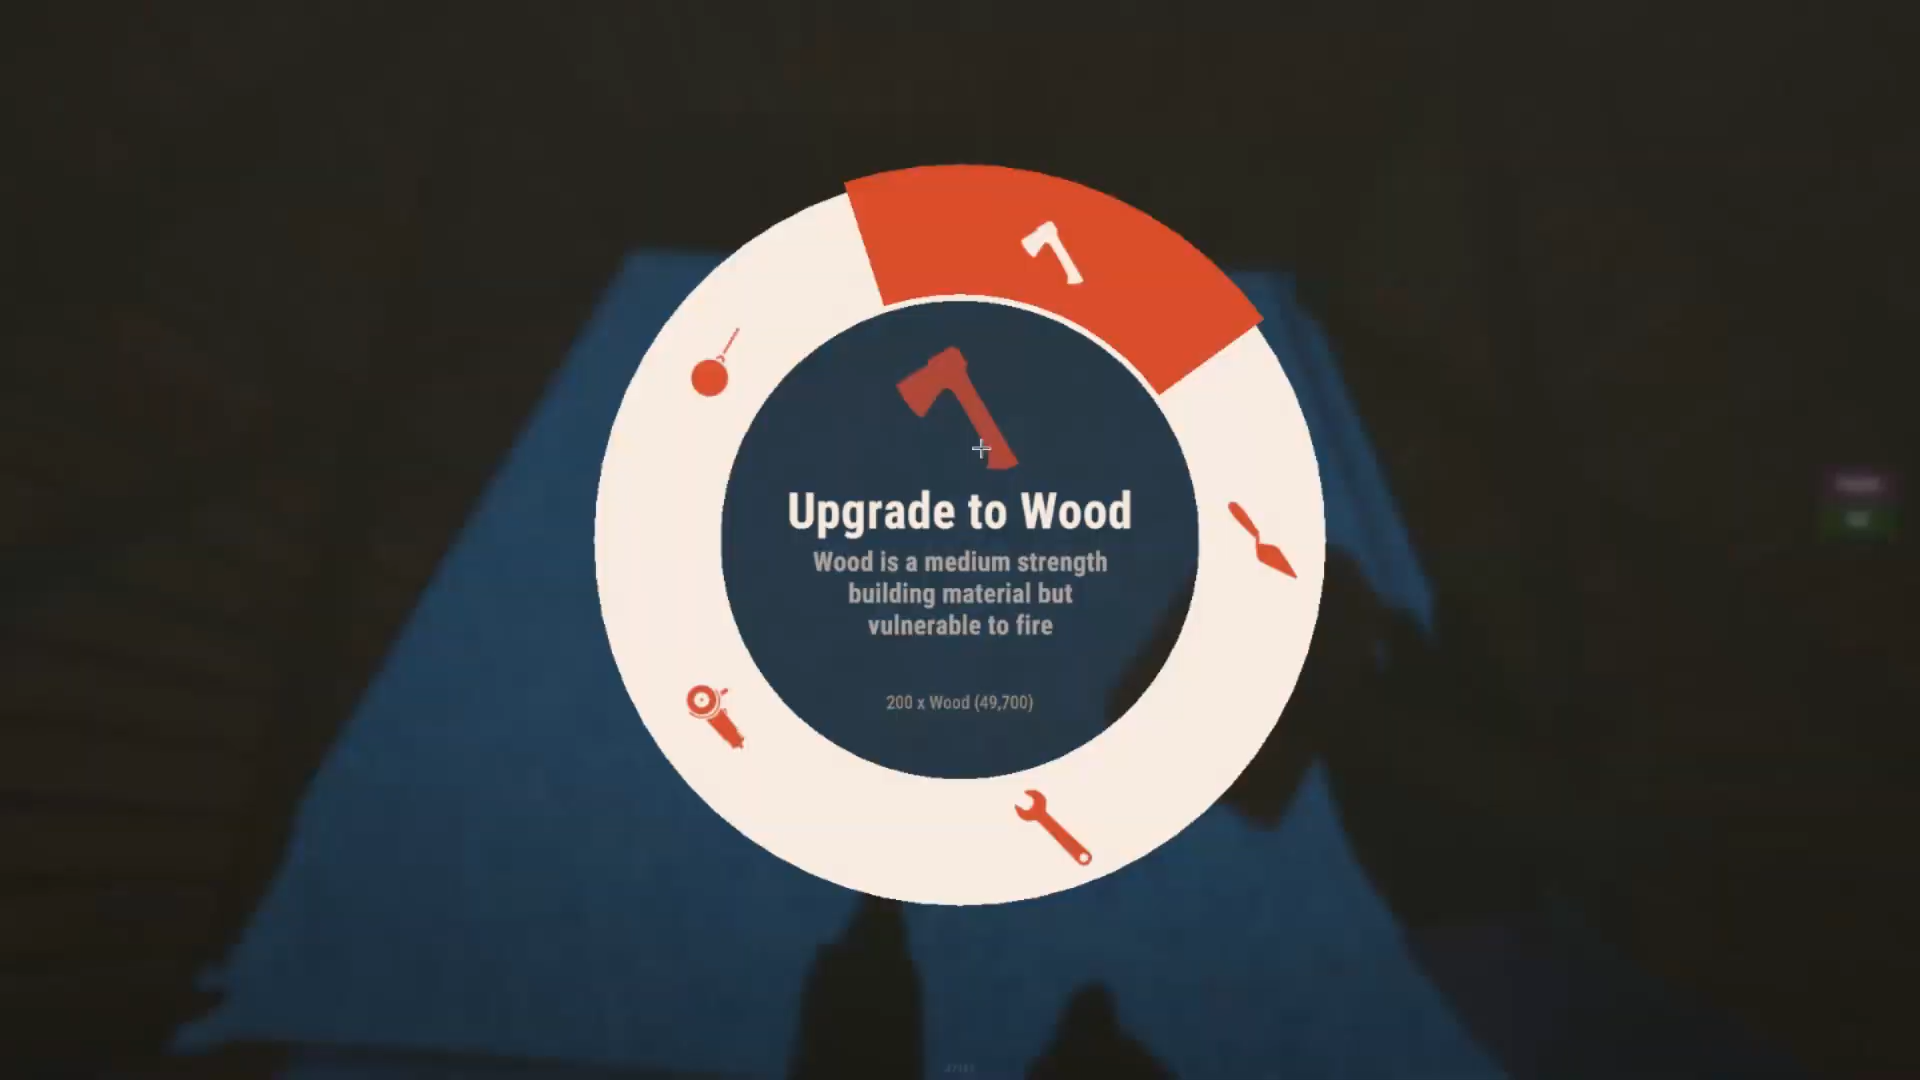 Upgrade to Wood
Wood is a medium strength
building material but
vulnerable to fire
200 x Wood (49,700)